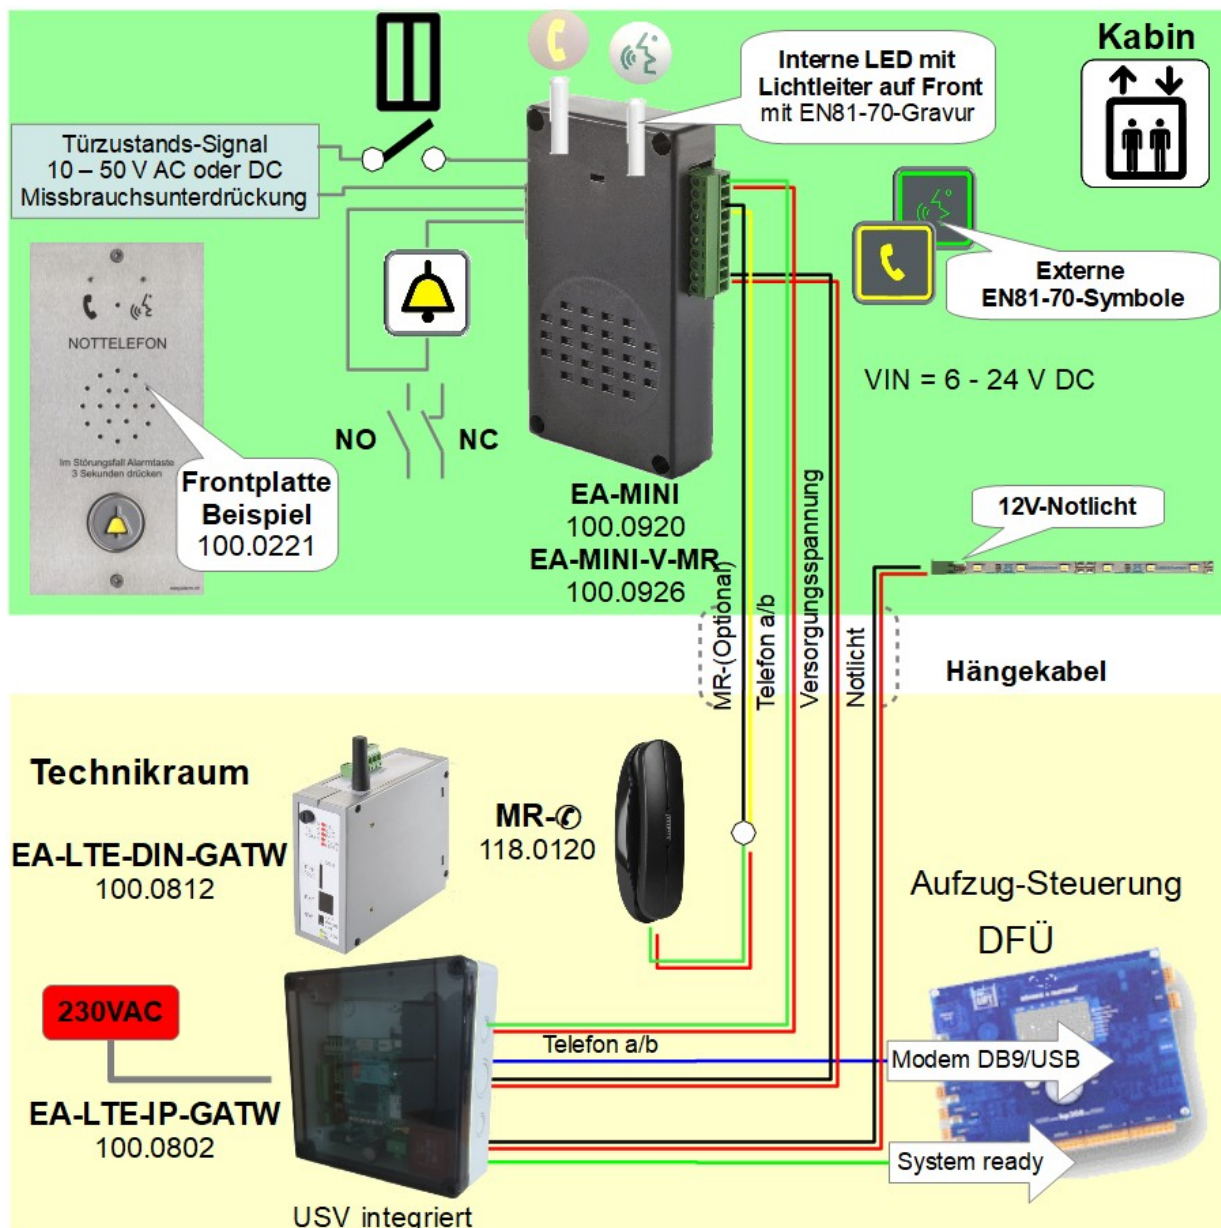 Kabin
Interne LED mit
Lichtleiter auf Front
mit EN81-70-Gravur
Türzustands-Signal
10 – 50 V AC oder DC
Missbrauchsunterdrückung
Externe
EN81-70-Symbole
NOTTELEFON
VIN = 6 - 24 V DC
NO
NC
Im Störungsfall Alarmtaste
3 Sekunden drücken
Frontplatte
Beispiel
100.0221
EA-MINI
100.0920
EA-MINI-V-MR
100.0926
12V-Notlicht
MR-(Optional)
Telefon a/b
Versorgungsspannung
Notlicht
Hängekabel
Technikraum
EA-LTE-DIN-GATW
100.0812
MR-✆
118.0120
Aufzug-Steuerung
DFÜ
230VAC
Telefon a/b
Modem DB9/USB
EA-LTE-IP-GATW
100.0802
System ready
USV integriert